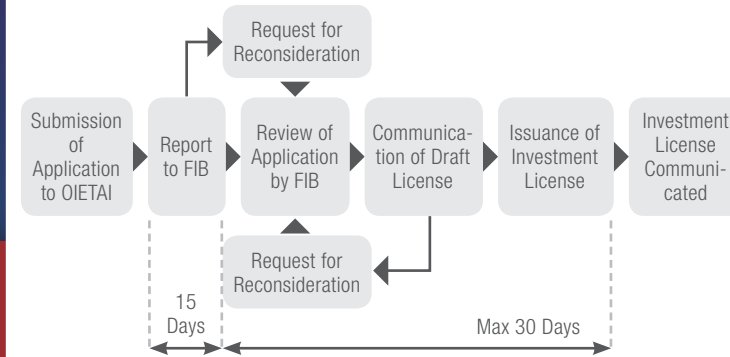 Request for
Reconsideration
Submission
of
Application
to OIETAI
Report
to FIB
Review of
Application
by FIB
Communica-
tion of Draft
License
Issuance of
Investment
License
Investment
License
Communi-
cated
Request for
Reconsideration
15
Days
Max 30 Days